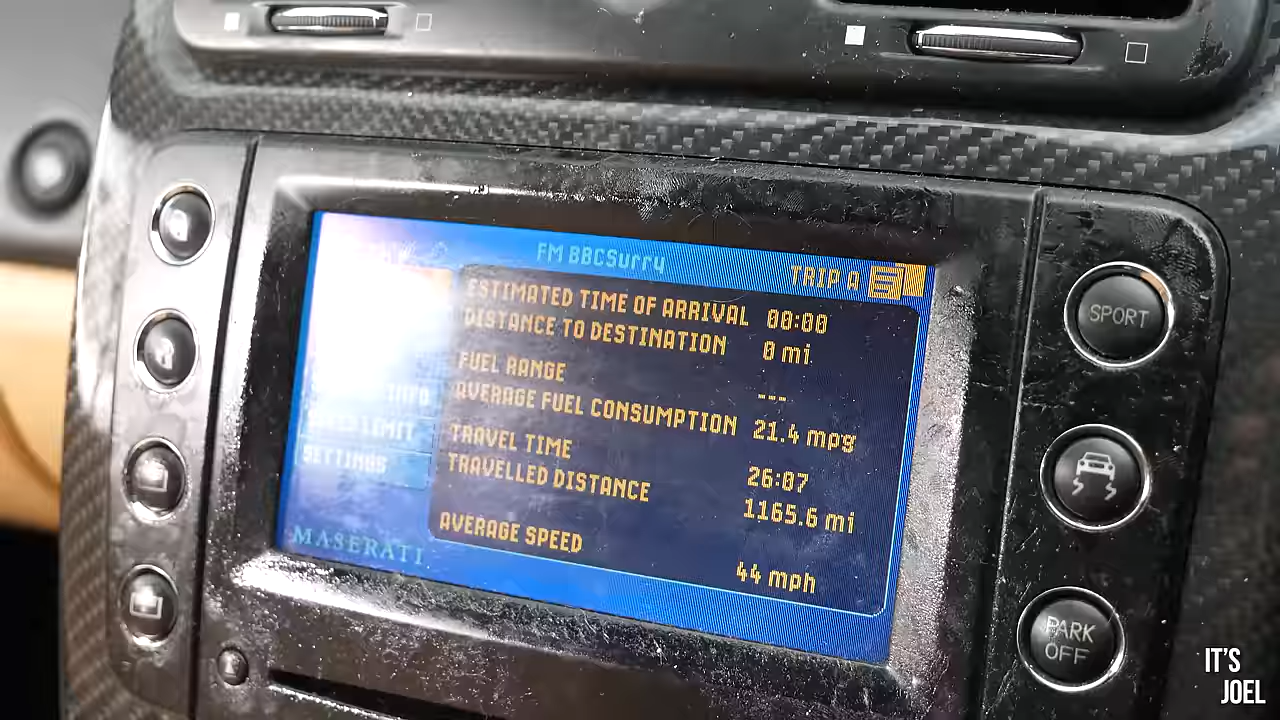 FM BBCSurry
TRIP A
ESTIMATED TIME OF ARRIVAL 00:00
DISTANCE TO DESTINATION 0 mi
FUEL RANGE ---
AVERAGE FUEL CONSUMPTION 21.4 mpg
TRAVEL TIME 26:07
TRAVELLED DISTANCE 1165.6 mi
AVERAGE SPEED 44 mph
INFO
LIMIT
SETTINGS
MASERATI
SPORT
PARK
OFF
IT'S
JOEL